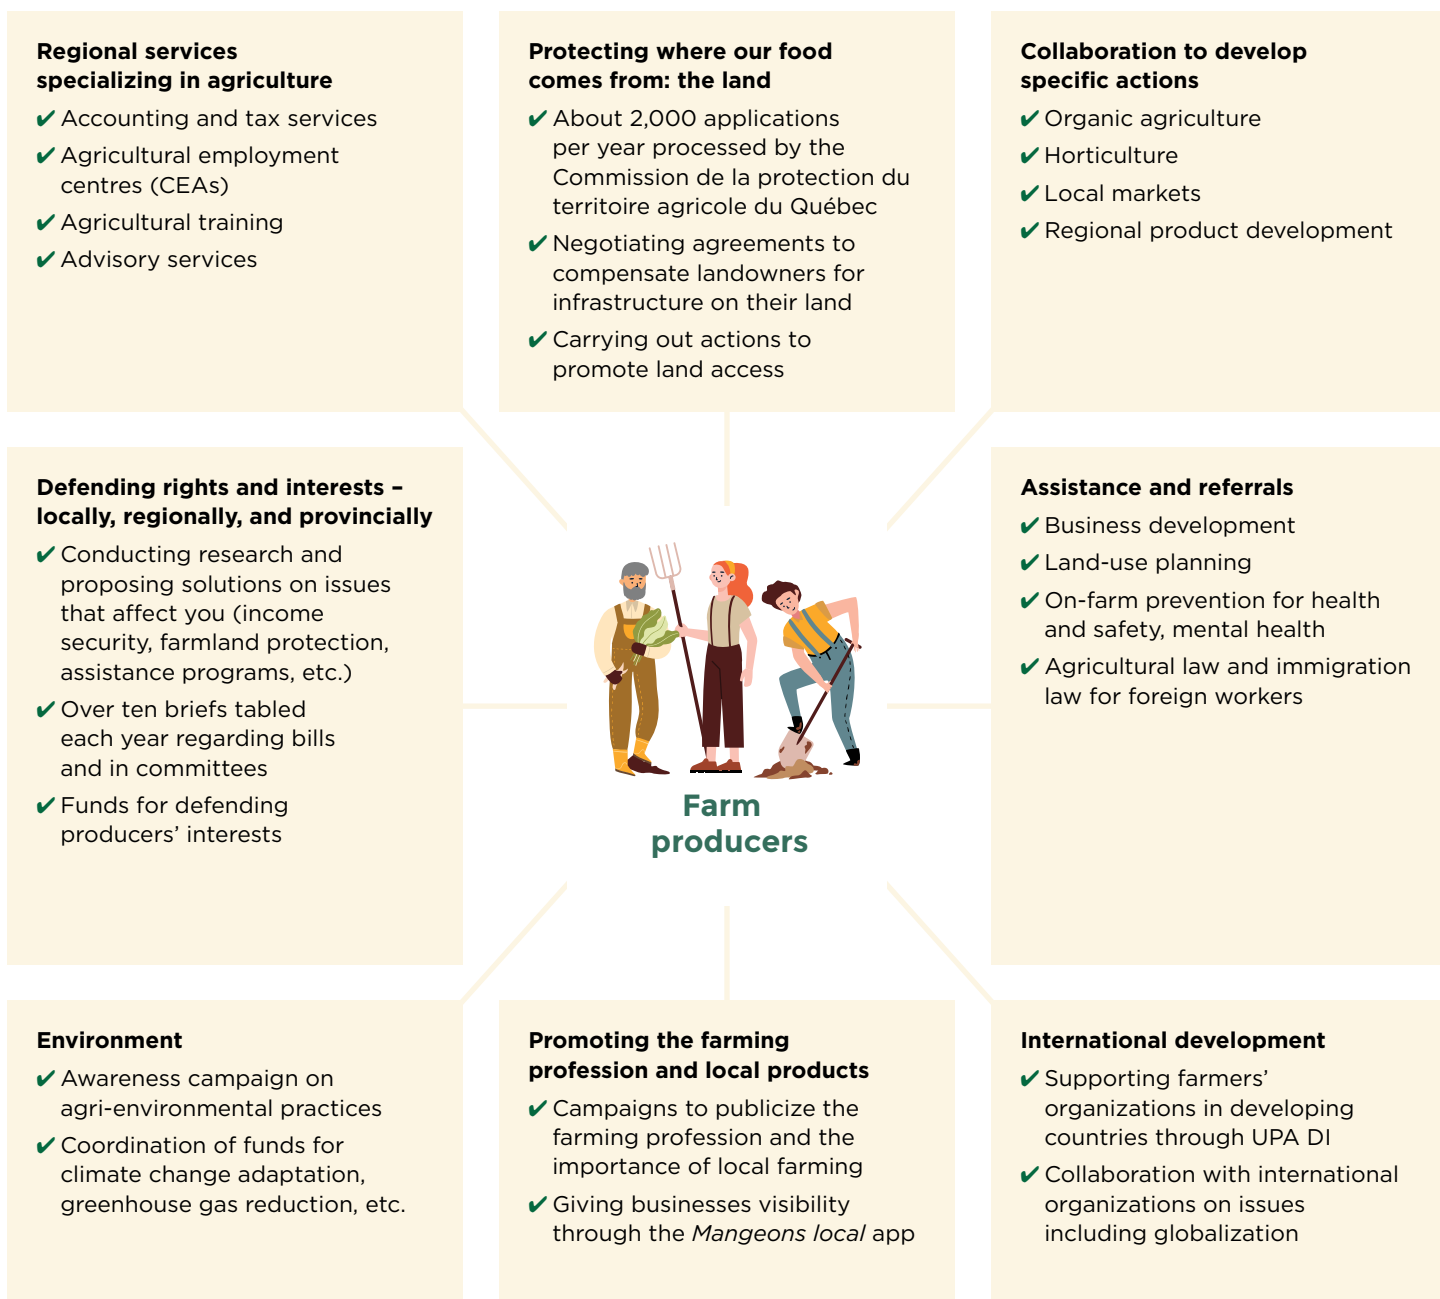 Regional services
specializing in agriculture
✔ Accounting and tax services
✔ Agricultural employment
centres (CEAs)
✔ Agricultural training
✔ Advisory services
Protecting where our food
comes from: the land
✔ About 2,000 applications
per year processed by the
Commission de la protection du
territoire agricole du Québec
✔ Negotiating agreements to
compensate landowners for
infrastructure on their land
✔ Carrying out actions to
promote land access
Collaboration to develop
specific actions
✔ Organic agriculture
✔ Horticulture
✔ Local markets
✔ Regional product development
Defending rights and interests –
locally, regionally, and provincially
✔ Conducting research and
proposing solutions on issues
that affect you (income
security, farmland protection,
assistance programs, etc.)
✔ Over ten briefs tabled
each year regarding bills
and in committees
✔ Funds for defending
producers’ interests
Farm
producers
Assistance and referrals
✔ Business development
✔ Land-use planning
✔ On-farm prevention for health
and safety, mental health
✔ Agricultural law and immigration
law for foreign workers
Environment
✔ Awareness campaign on
agri-environmental practices
✔ Coordination of funds for
climate change adaptation,
greenhouse gas reduction, etc.
Promoting the farming
profession and local products
✔ Campaigns to publicize the
farming profession and the
importance of local farming
✔ Giving businesses visibility
through the Mangeons local app
International development
✔ Supporting farmers’
organizations in developing
countries through UPA DI
✔ Collaboration with international
organizations on issues
including globalization